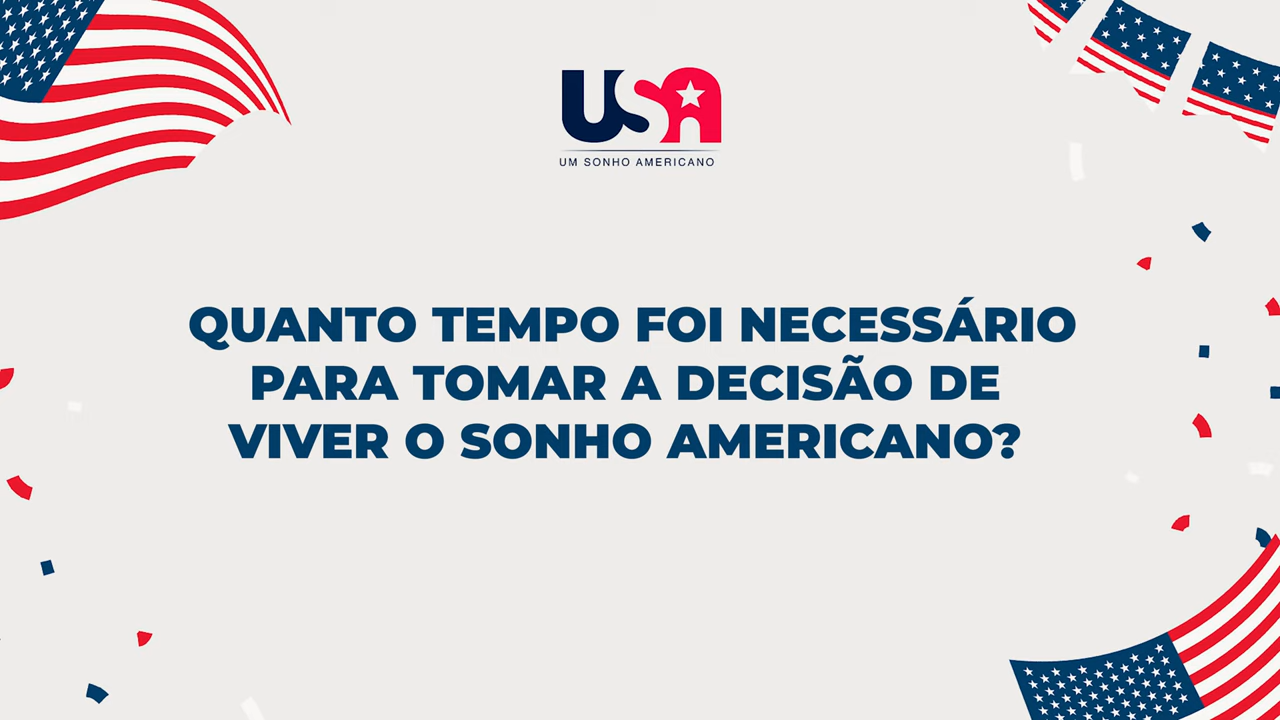 USA
UM SONHO AMERICANO
QUANTO TEMPO FOI NECESSÁRIO
PARA TOMAR A DECISÃO DE
VIVER O SONHO AMERICANO?